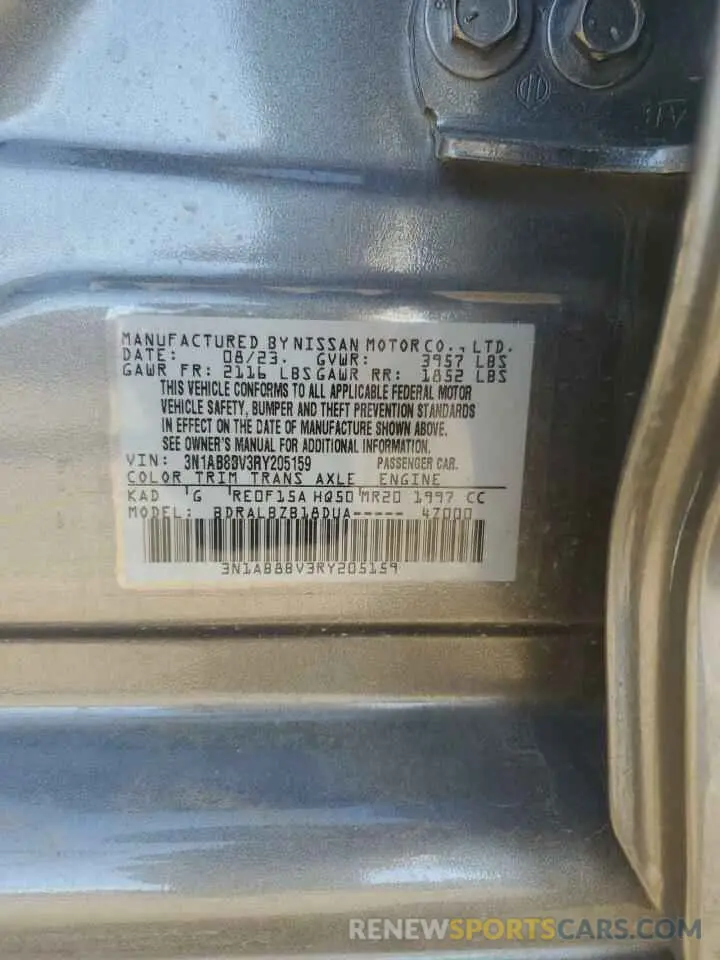 MANUFACTURED BY NISSAN MOTOR CO., LTD.
DATE: 08/23. GVWR: 3957 LBS
GAWR FR: 2116 LBS GAWR RR: 1852 LBS
THIS VEHICLE CONFORMS TO ALL APPLICABLE FEDERAL MOTOR
VEHICLE SAFETY, BUMPER AND THEFT PREVENTION STANDARDS
IN EFFECT ON THE DATE OF MANUFACTURE SHOWN ABOVE.
SEE OWNER'S MANUAL FOR ADDITIONAL INFORMATION.
VIN: 3N1AB8BV3RY205159 PASSENGER CAR.
COLOR TRIM TRANS AXLE ENGINE
KAD G RE0F15A HQ50 MR20 1997 CC
MODEL: BDRALBZB18DUA----- 4Z000
3N1AB8BV3RY205159
RENEWSPORTSCARS.COM